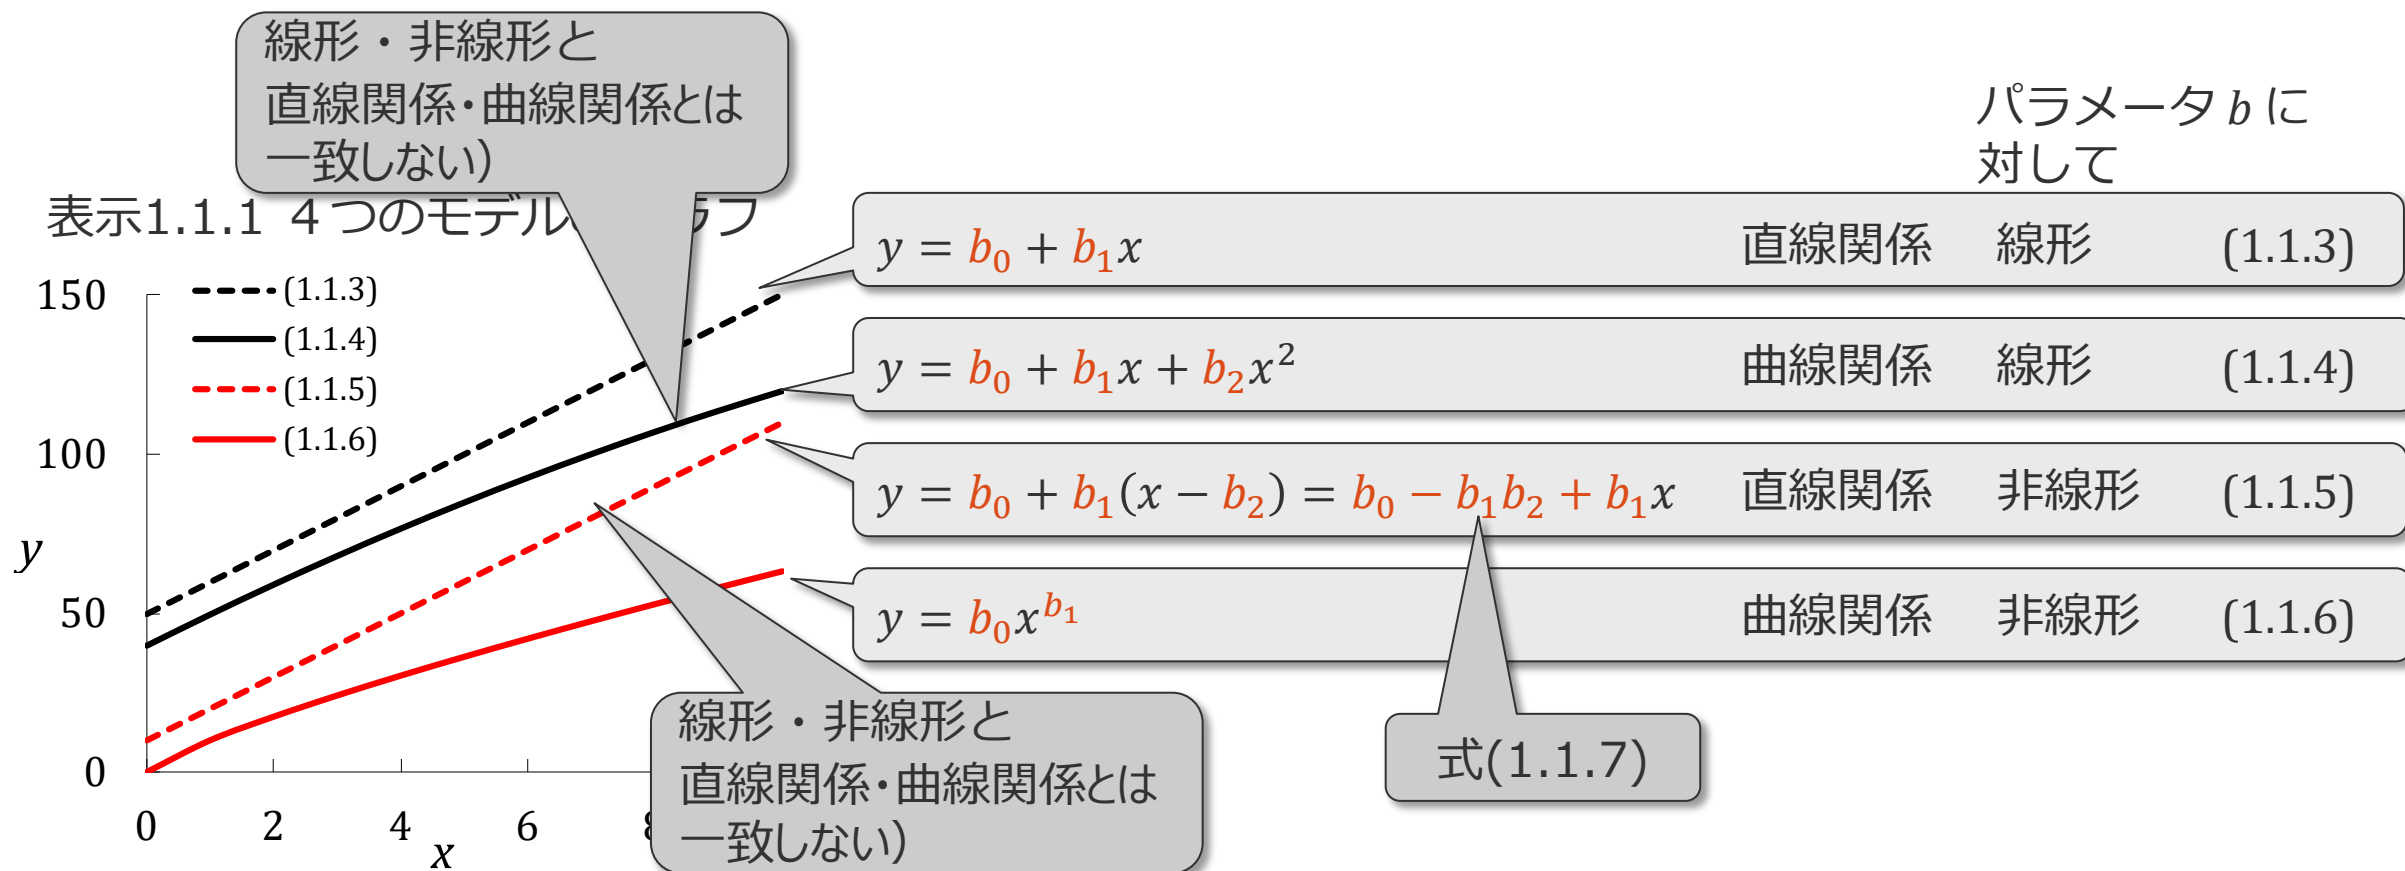 線形・非線形と
直線関係・曲線関係とは
一致しない）
パラメータ b に
対して
表示1.1.1 ４つのモデル ラフ
150
100
50
0
y
0 2 4 6
x
(1.1.3)
(1.1.4)
(1.1.5)
(1.1.6)
y = b₀ + b₁x 直線関係 線形 (1.1.3)
y = b₀ + b₁x + b₂x² 曲線関係 線形 (1.1.4)
y = b₀ + b₁(x − b₂) = b₀ − b₁b₂ + b₁x 直線関係 非線形 (1.1.5)
y = b₀x^b₁ 曲線関係 非線形 (1.1.6)
線形・非線形と
直線関係・曲線関係とは
一致しない）
式(1.1.7)